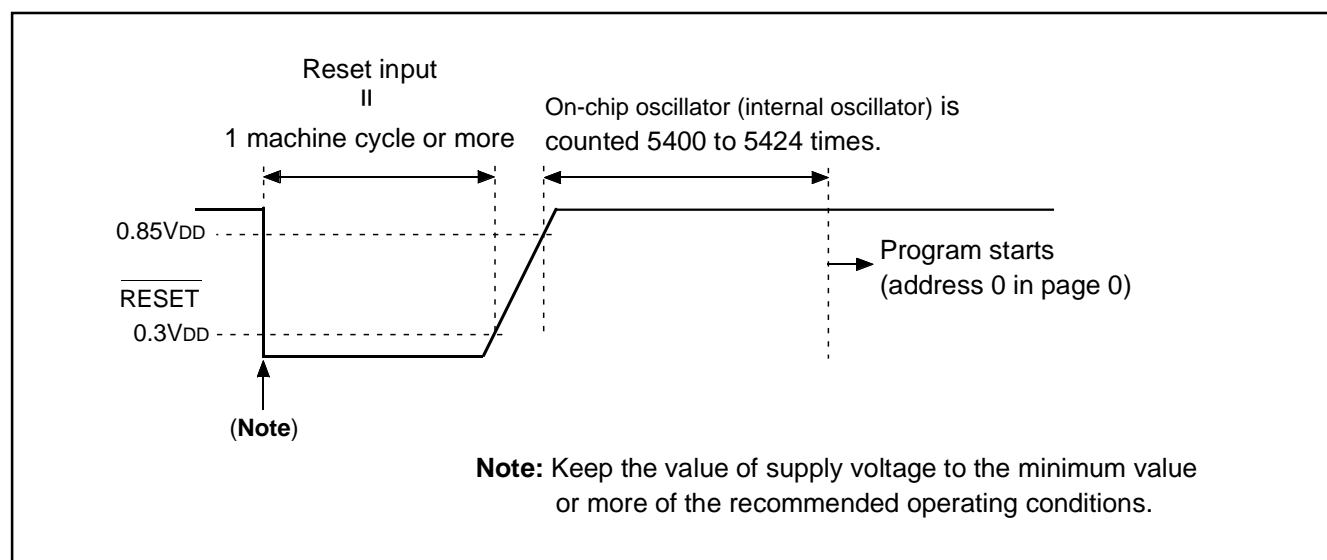 Reset input
=
1 machine cycle or more
On-chip oscillator (internal oscillator) is
counted 5400 to 5424 times.
0.85VDD
Program starts
(address 0 in page 0)
RESET
0.3VDD
(Note)
Note: Keep the value of supply voltage to the minimum value
or more of the recommended operating conditions.